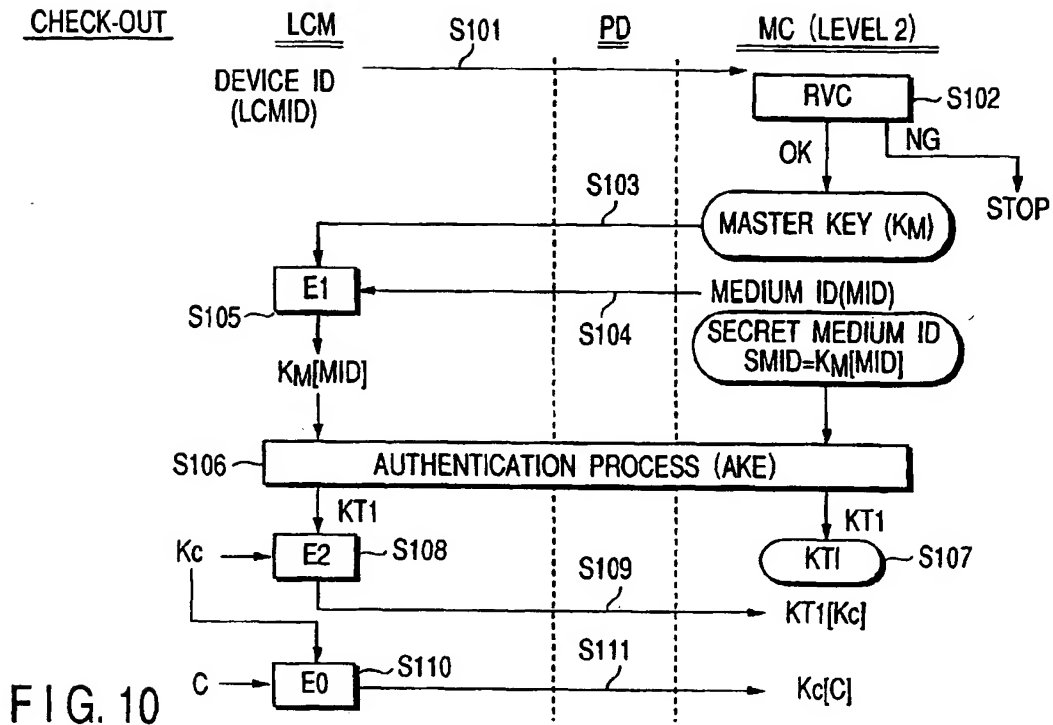 CHECK-OUT
LCM
S101
PD
MC (LEVEL 2)
DEVICE ID
(LCMID)
RVC
S102
OK
NG
STOP
S103
MASTER KEY (KM)
E1
S105
S104
MEDIUM ID(MID)
SECRET MEDIUM ID
SMID=KM[MID]
KM[MID]
S106
AUTHENTICATION PROCESS (AKE)
KT1
KT1
Kc
E2
S108
S109
KTI
S107
KT1[Kc]
C
E0
S110
S111
Kc[C]
FIG. 10